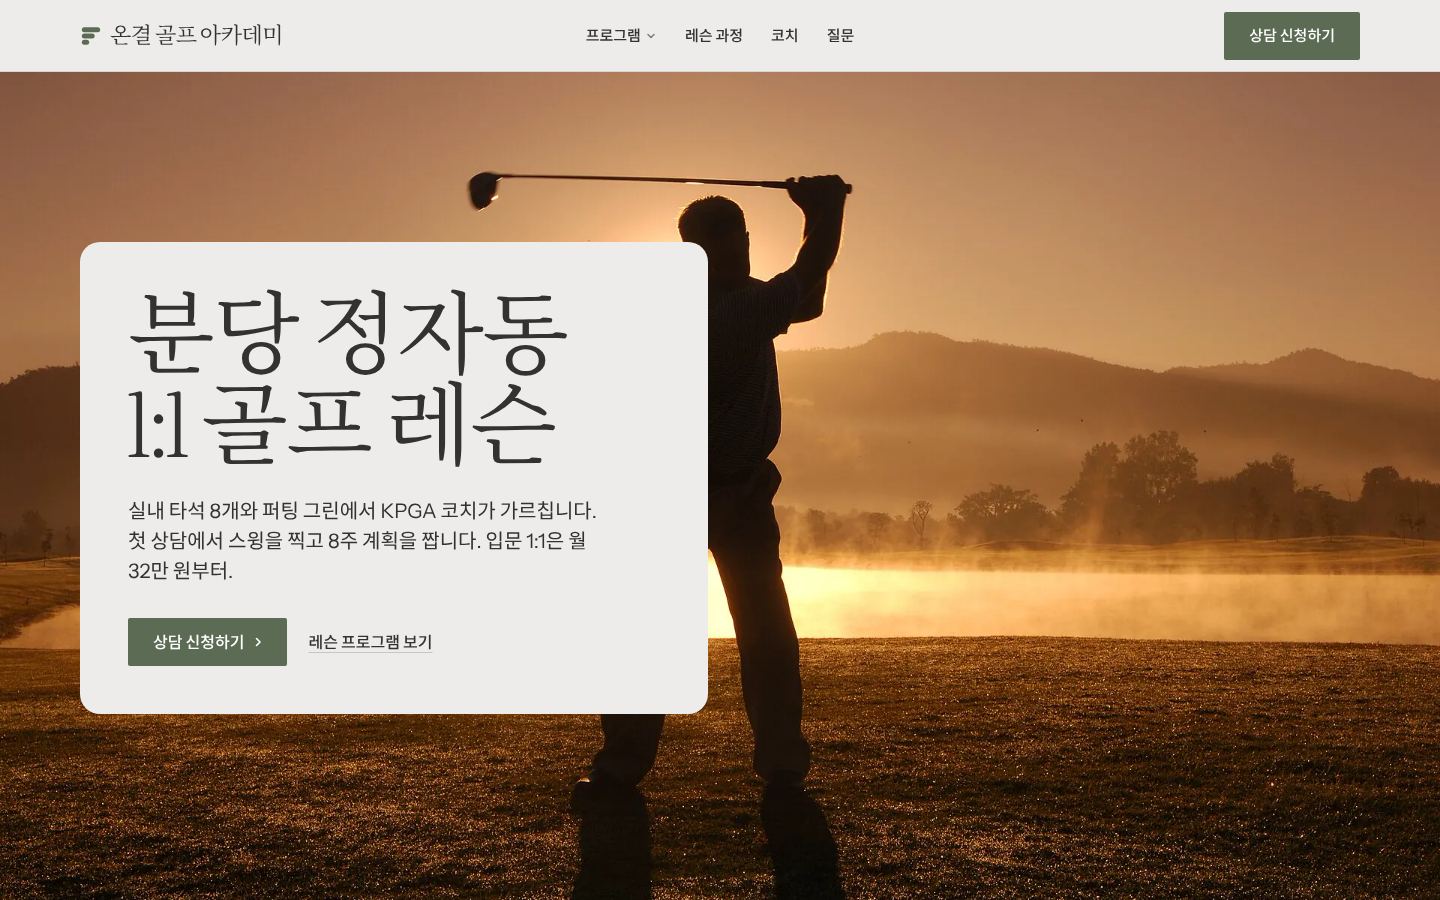 온결 골프 아카데미
프로그램
레슨 과정
코치
질문
상담 신청하기
분당 정자동
1:1 골프 레슨
실내 타석 8개와 퍼팅 그린에서 KPGA 코치가 가르칩니다.
첫 상담에서 스윙을 찍고 8주 계획을 짭니다. 입문 1:1은 월
32만 원부터.
상담 신청하기
레슨 프로그램 보기